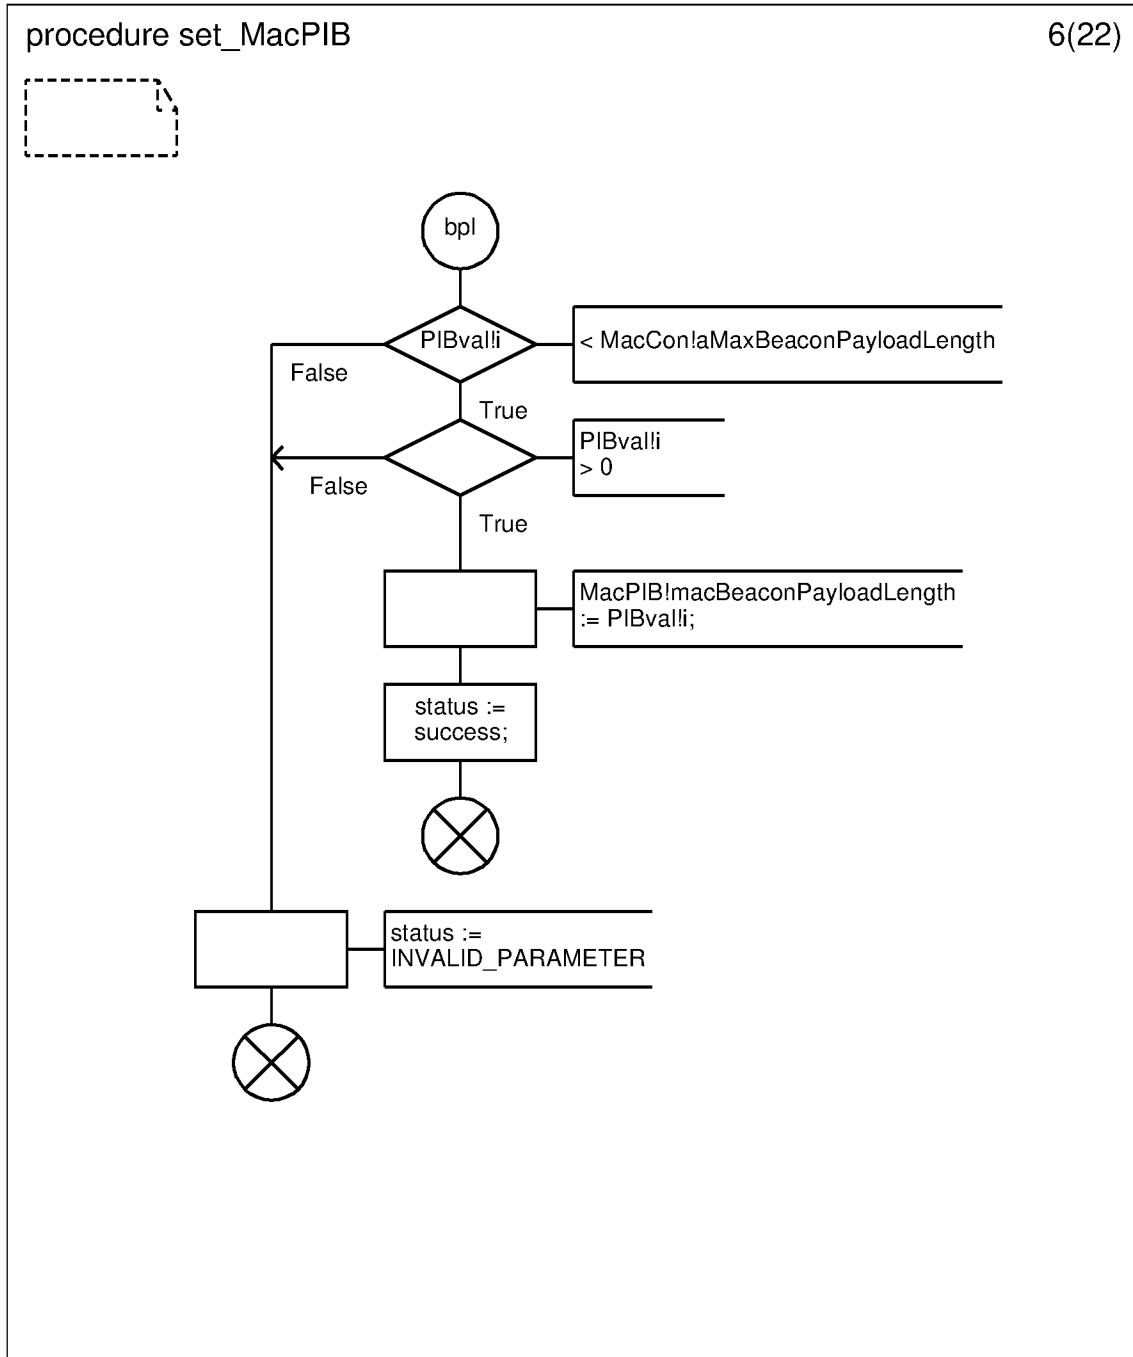 procedure set_MacPIB
6(22)
bpl
PIBval!i
< MacCon!aMaxBeaconPayloadLength
False
True
PIBval!i
> 0
False
True
MacPIB!macBeaconPayloadLength
:= PIBval!i;
status :=
success;
status :=
INVALID_PARAMETER